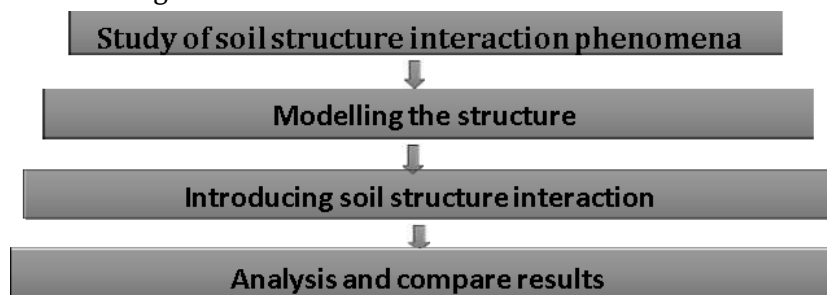 Study of soil structure interaction phenomena
Modelling the structure
Introducing soil structure interaction
Analysis and compare results